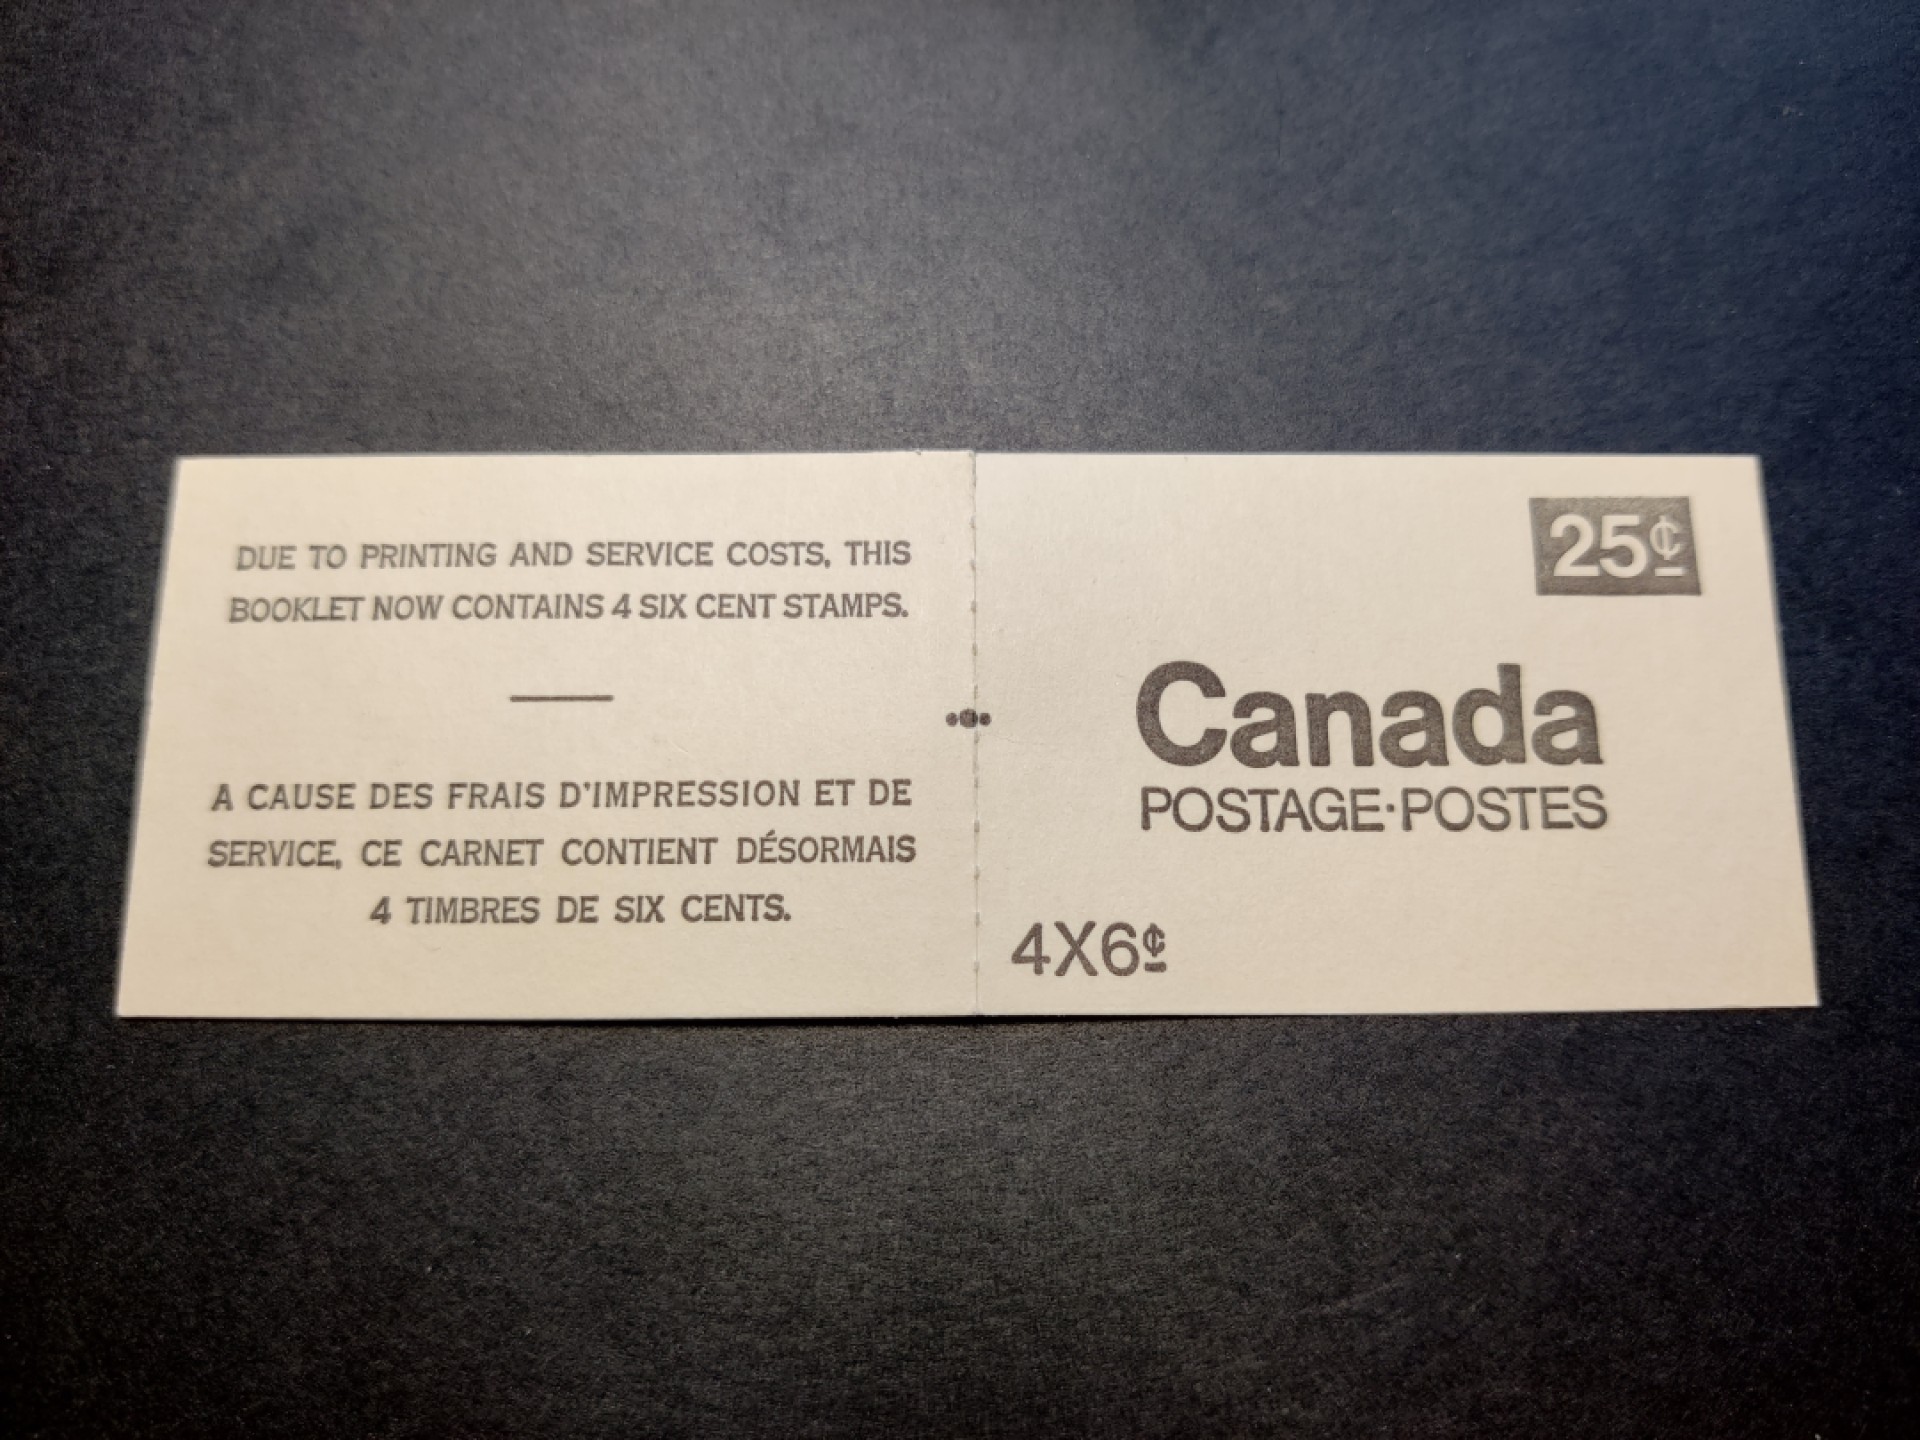 DUE TO PRINTING AND SERVICE COSTS, THIS
BOOKLET NOW CONTAINS 4 SIX CENT STAMPS.
A CAUSE DES FRAIS D'IMPRESSION ET DE
SERVICE, CE CARNET CONTIENT DÉSORMAIS
4 TIMBRES DE SIX CENTS.
25¢
Canada
POSTAGE·POSTES
4X6¢